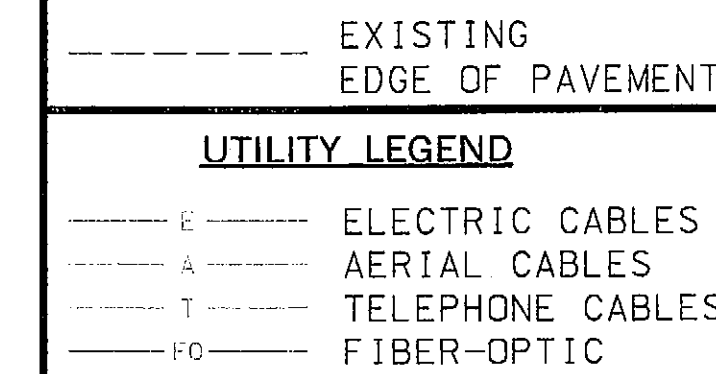 EXISTING
EDGE OF PAVEMENT
UTILITY LEGEND
E ELECTRIC CABLES
A AERIAL CABLES
T TELEPHONE CABLES
FO FIBER-OPTIC